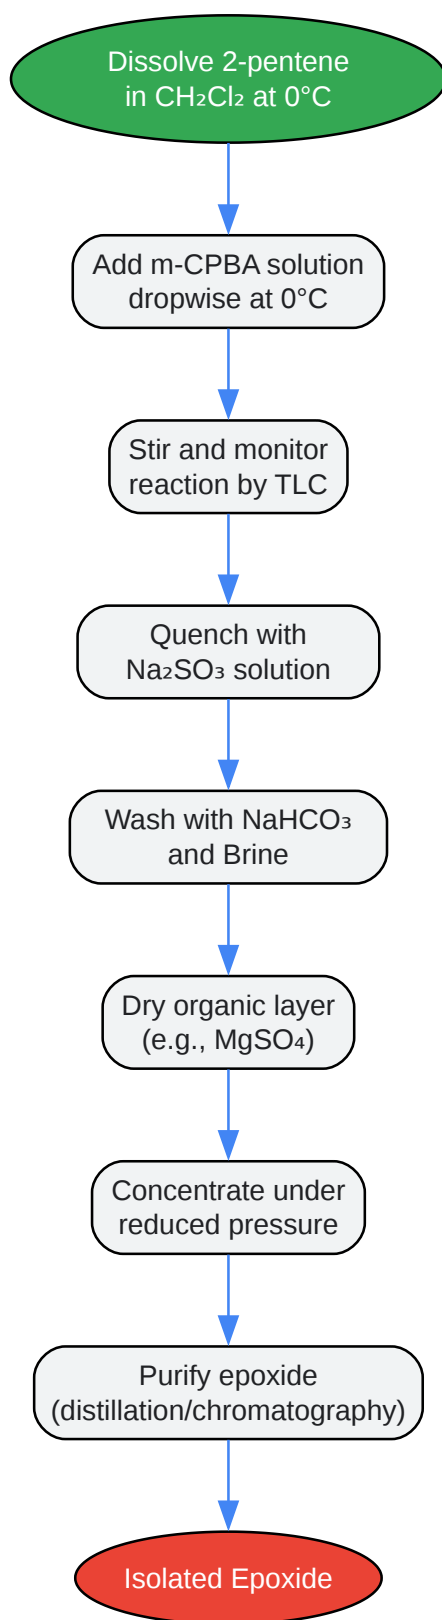 Dissolve 2-pentene
in CH₂Cl₂ at 0°C
Add m-CPBA solution
dropwise at 0°C
Stir and monitor
reaction by TLC
Quench with
Na₂SO₃ solution
Wash with NaHCO₃
and Brine
Dry organic layer
(e.g., MgSO₄)
Concentrate under
reduced pressure
Purify epoxide
(distillation/chromatography)
Isolated Epoxide